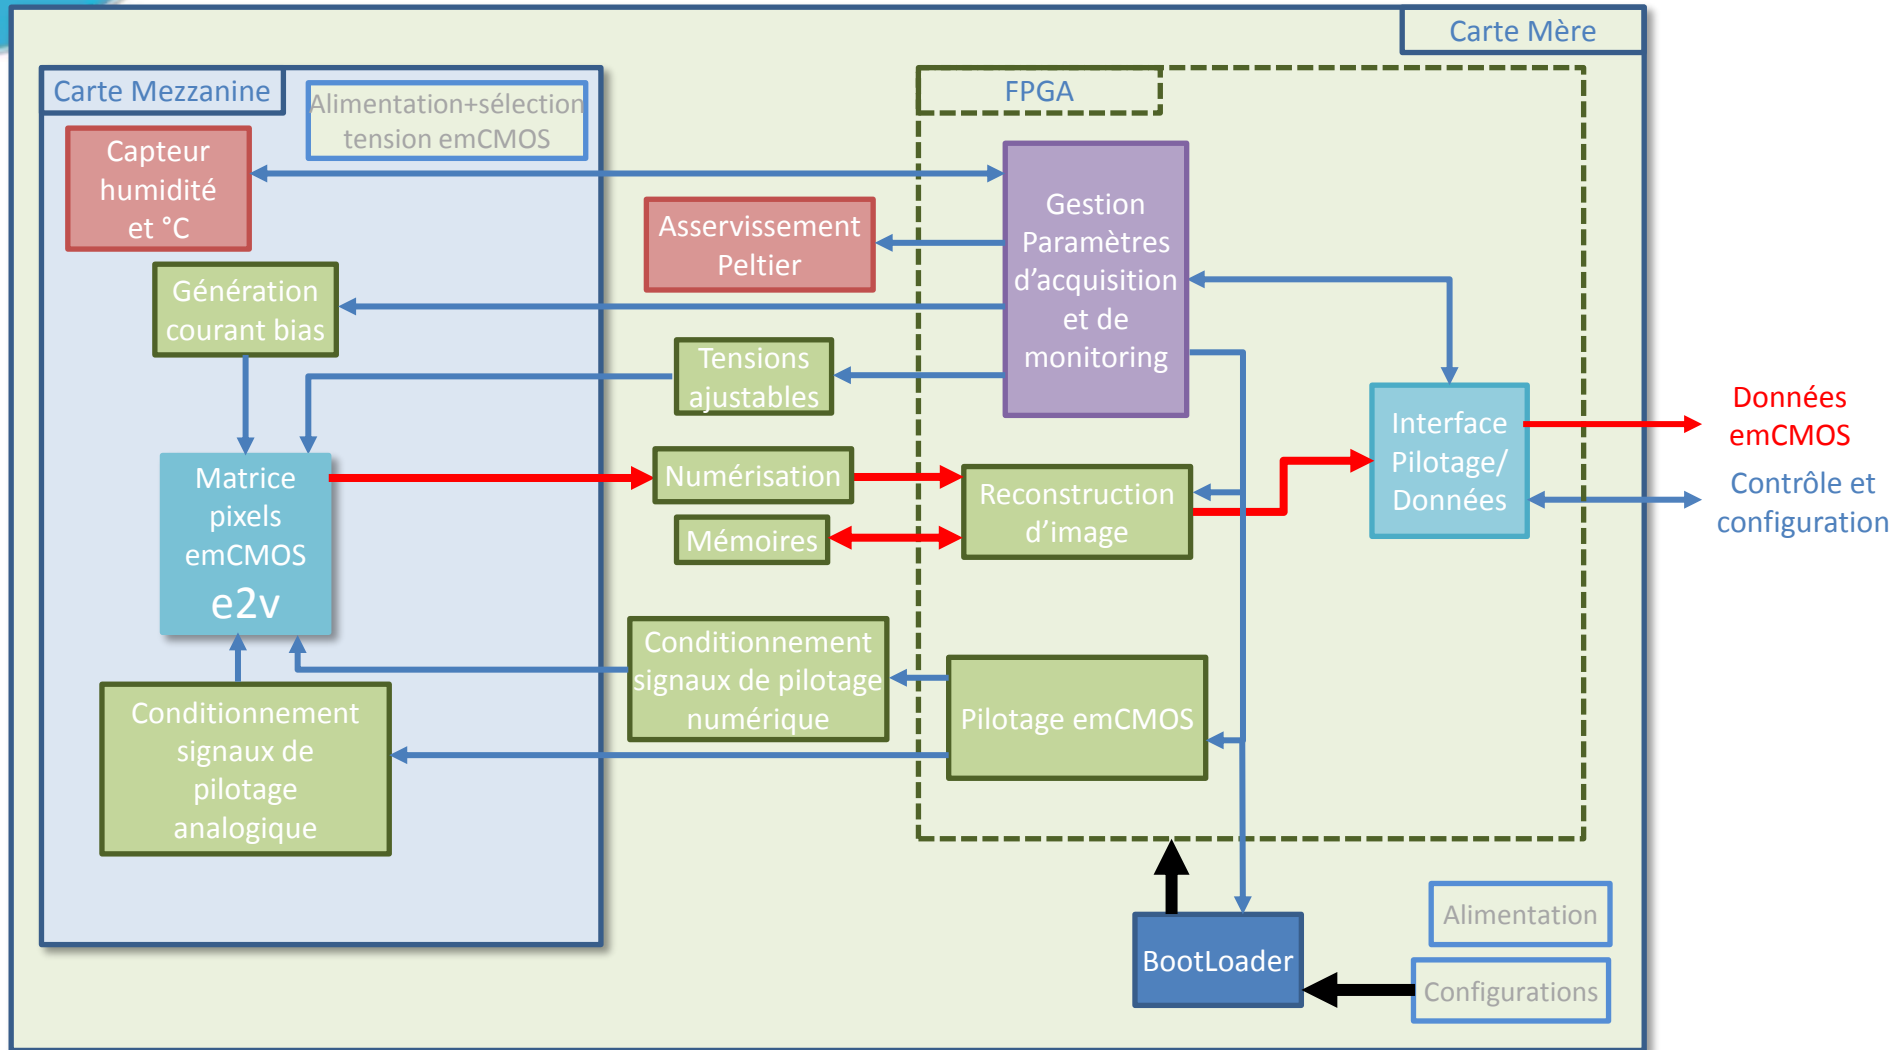 Carte Mère
Carte Mezzanine
Alimentation+sélection
tension emCMOS
FPGA
Capteur
humidité
et °C
Asservissement
Peltier
Gestion
Paramètres
d’acquisition
et de
monitoring
Génération
courant bias
Tensions
ajustables
Matrice
pixels
emCMOS
e2v
Numérisation
Mémoires
Reconstruction
d’image
Interface
Pilotage/
Données
Données
emCMOS
Contrôle et
configuration
Conditionnement
signaux de pilotage
numérique
Pilotage emCMOS
Conditionnement
signaux de
pilotage
analogique
BootLoader
Alimentation
Configurations